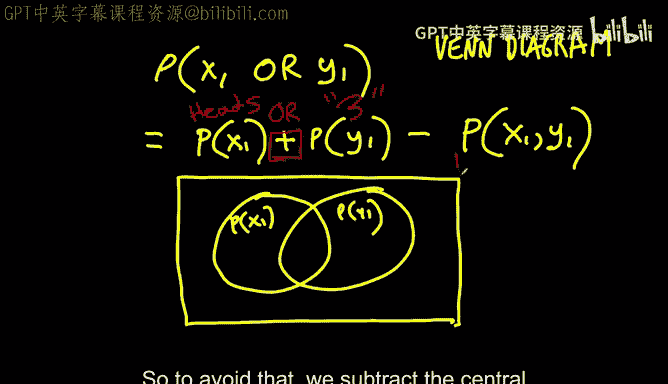 GPT中英字幕课程资源@bilibili.com
GPT中英字幕课程资源 bilibili
VENN DIAGRAM
P(x1 OR y1)
Heads OR "3"
= P(x1) + P(y1) - P(x1,y1)
P(x1) P(y1)
So to avoid that, we subtract the central